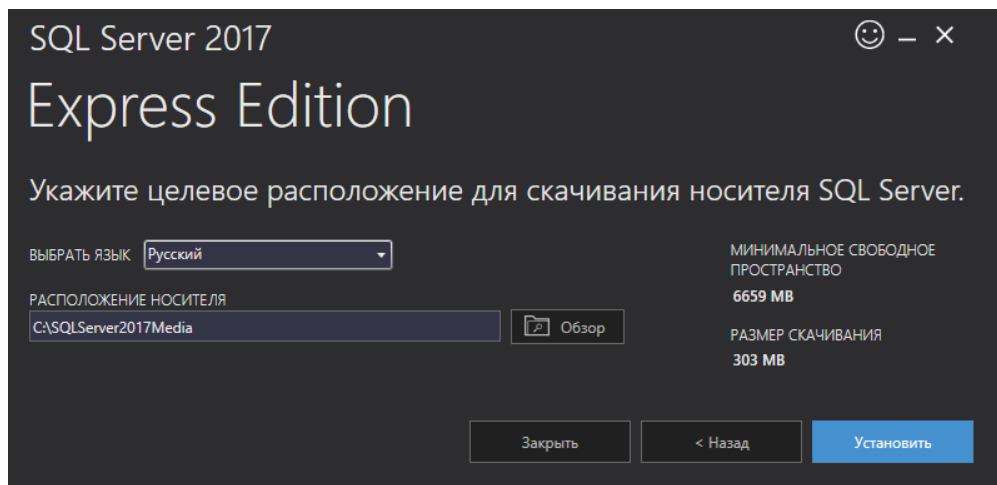 SQL Server 2017
Express Edition
Укажите целевое расположение для скачивания носителя SQL Server.
ВЫБРАТЬ ЯЗЫК Русский
РАСПОЛОЖЕНИЕ НОСИТЕЛЯ
C:\SQLServer2017Media
Обзор
МИНИМАЛЬНОЕ СВОБОДНОЕ
ПРОСТРАНСТВО
6659 MB
РАЗМЕР СКАЧИВАНИЯ
303 MB
Закрыть
< Назад
Установить